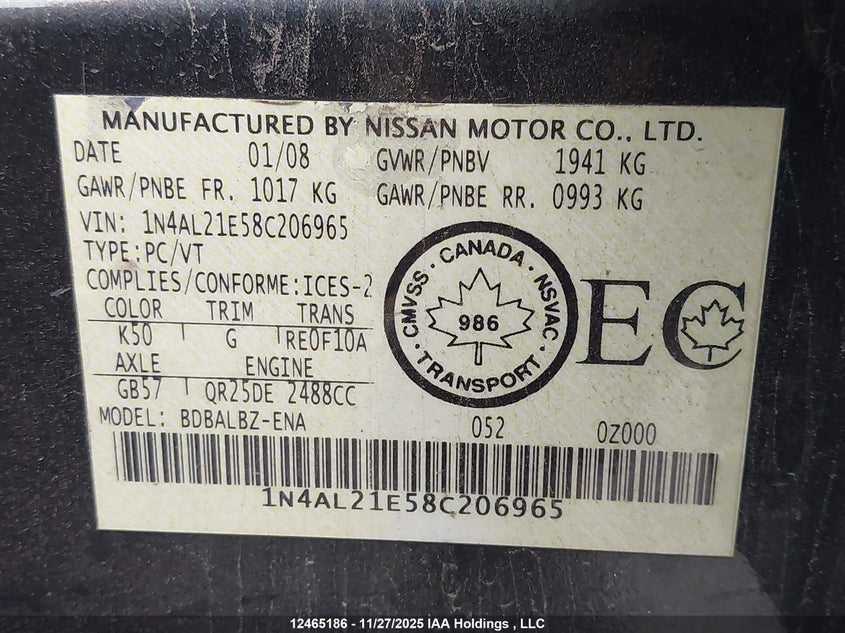 MANUFACTURED BY NISSAN MOTOR CO., LTD.
DATE 01/08 GVWR/PNBV 1941 KG
GAWR/PNBE FR. 1017 KG GAWR/PNBE RR. 0993 KG
VIN: 1N4AL21E58C206965
TYPE:PC/VT
COMPLIES/CONFORME:ICES-2
COLOR TRIM TRANS
K50 G RE0F10A
AXLE ENGINE
GB57 QR25DE 2488CC
MODEL: BDBALBZ-ENA 052 0Z000
CMVSS · CANADA · NSVAC · TRANSPORT ·
986
EC
1N4AL21E58C206965
12465186 - 11/27/2025 IAA Holdings , LLC